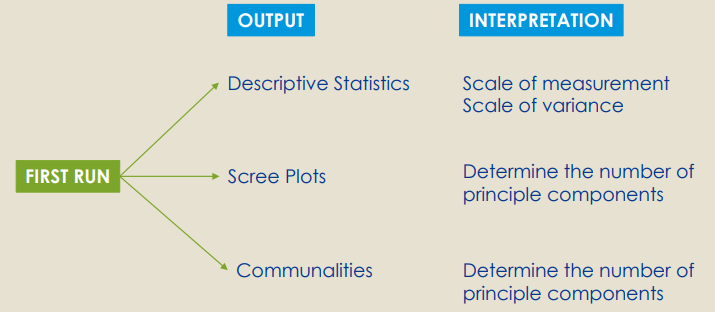 OUTPUT
INTERPRETATION
Descriptive Statistics
Scale of measurement
Scale of variance
FIRST RUN
Scree Plots
Determine the number of
principle components
Communalities
Determine the number of
principle components